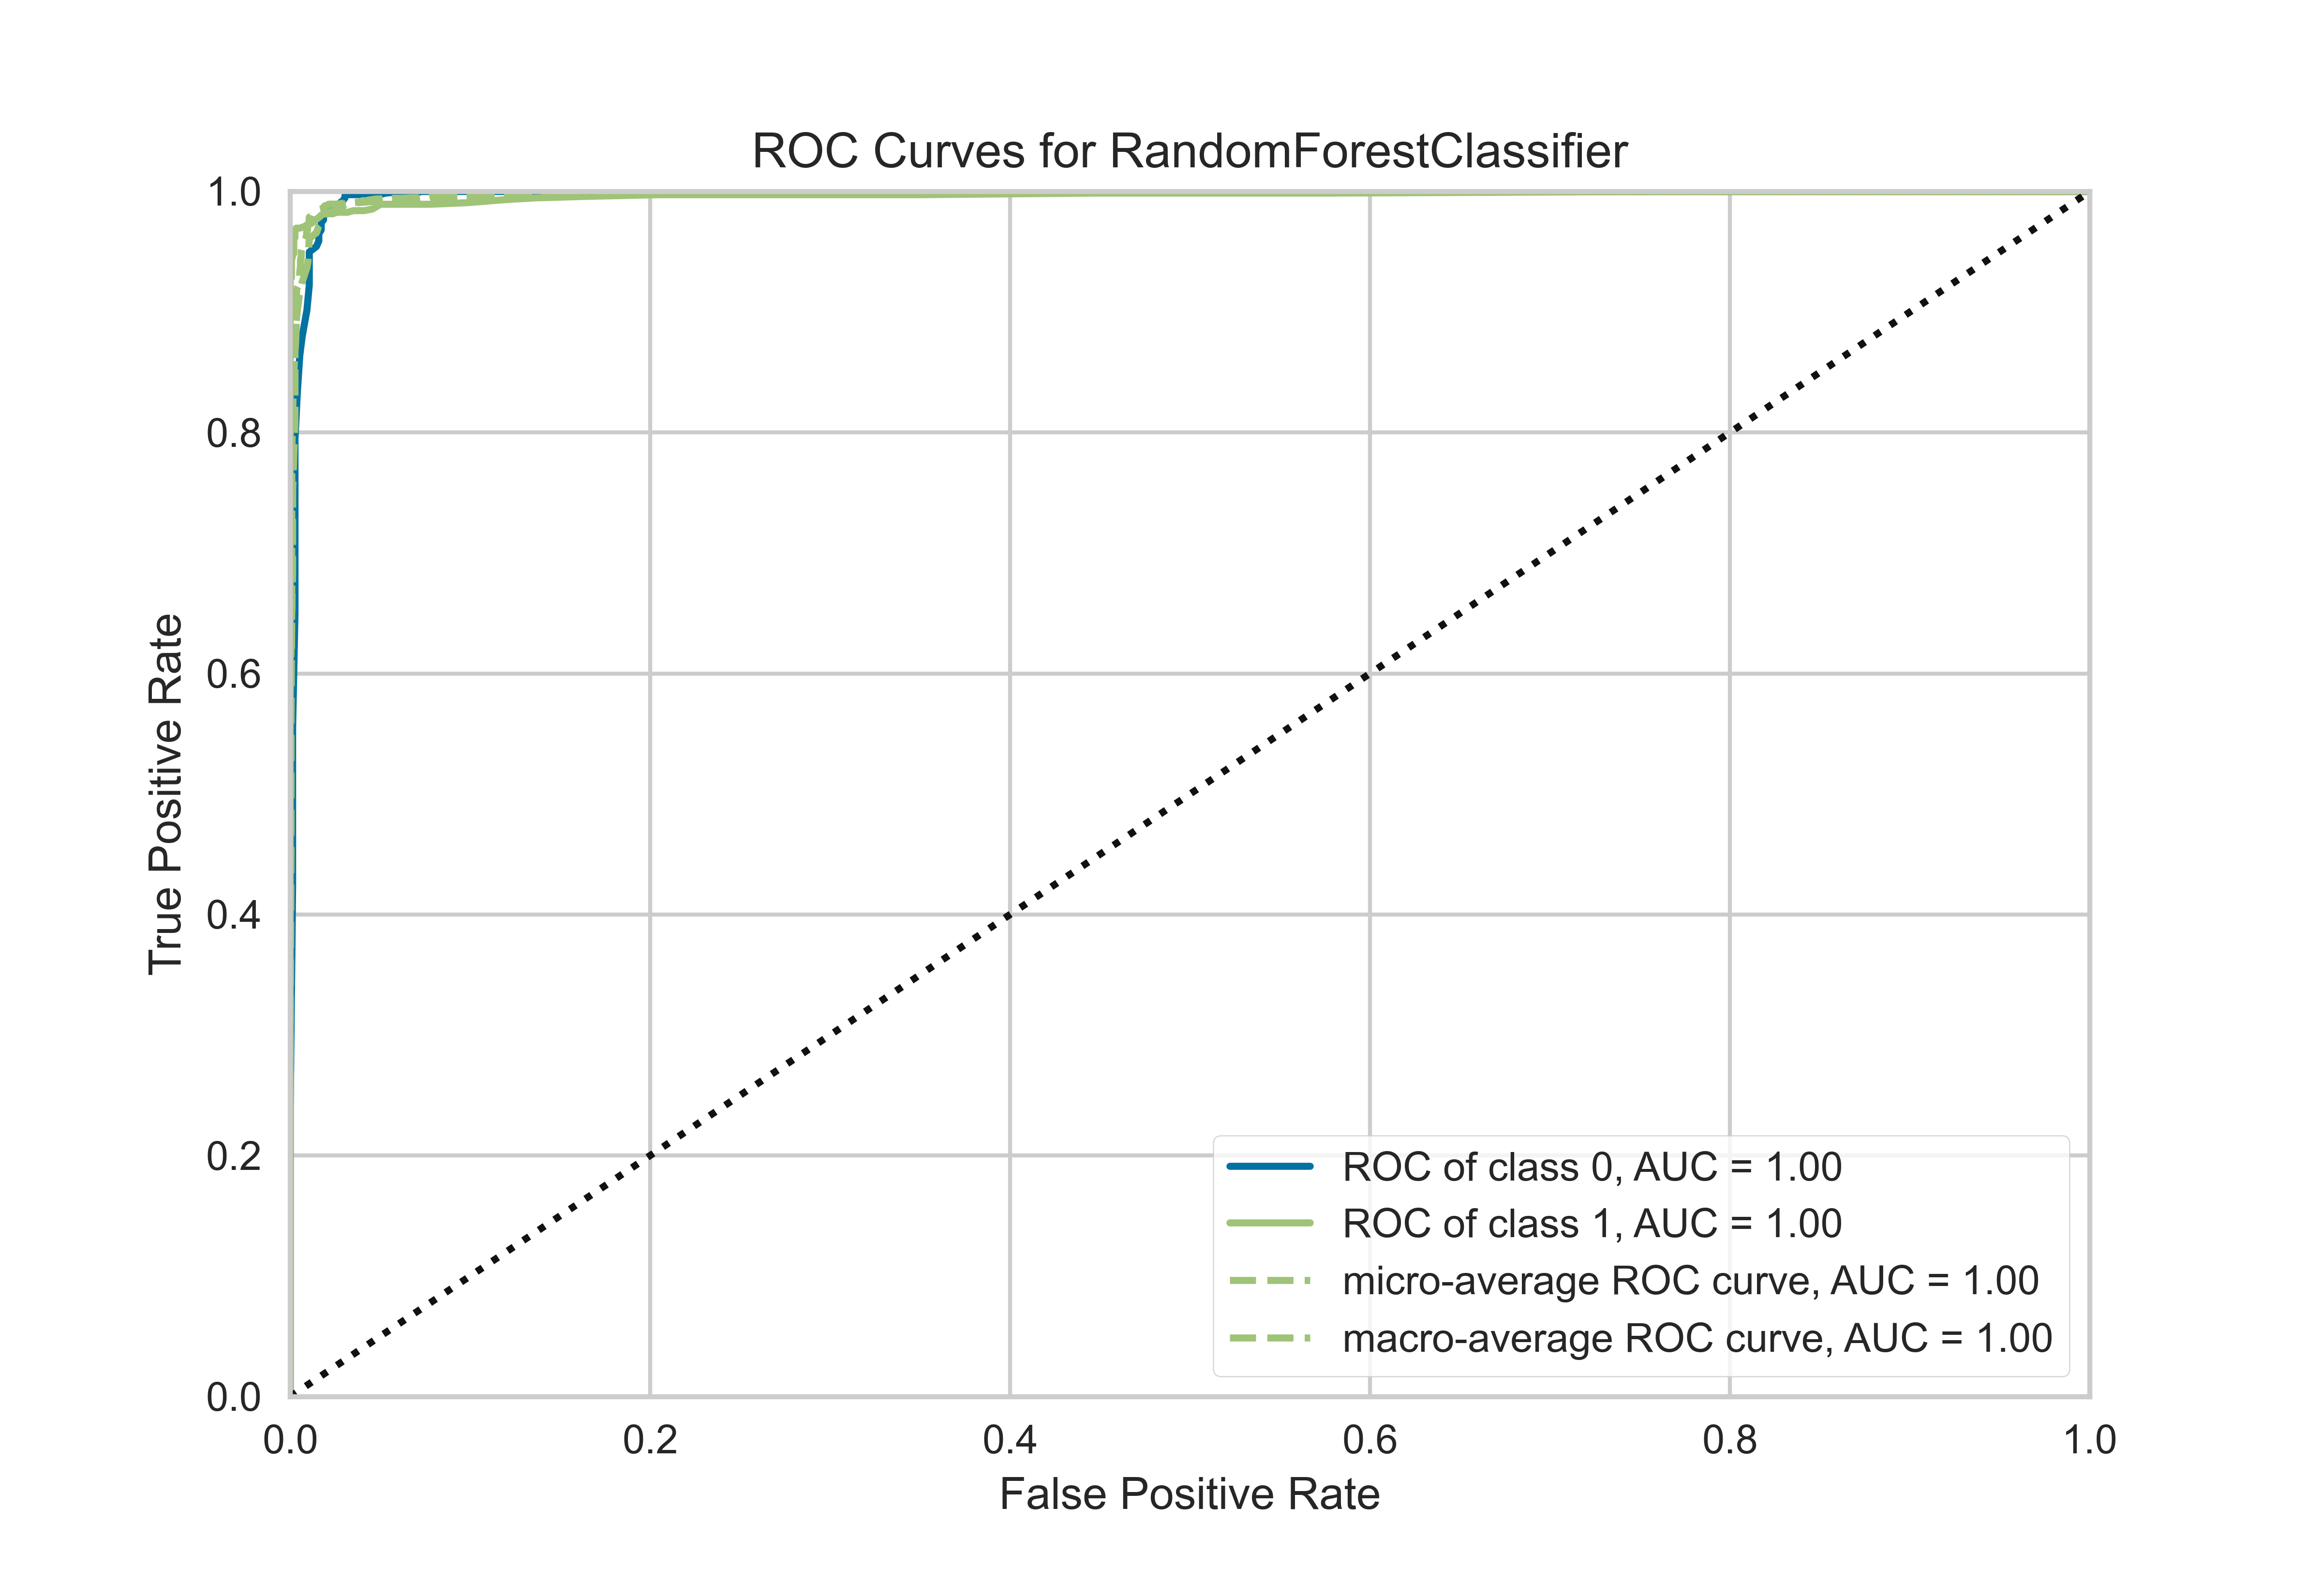 ROC Curves for RandomForestClassifier
1.0
0.8
0.6
0.4
0.2
0.0
True Positive Rate
ROC of class 0, AUC = 1.00
ROC of class 1, AUC = 1.00
micro-average ROC curve, AUC = 1.00
macro-average ROC curve, AUC = 1.00
0.0 0.2 0.4 0.6 0.8 1.0
False Positive Rate